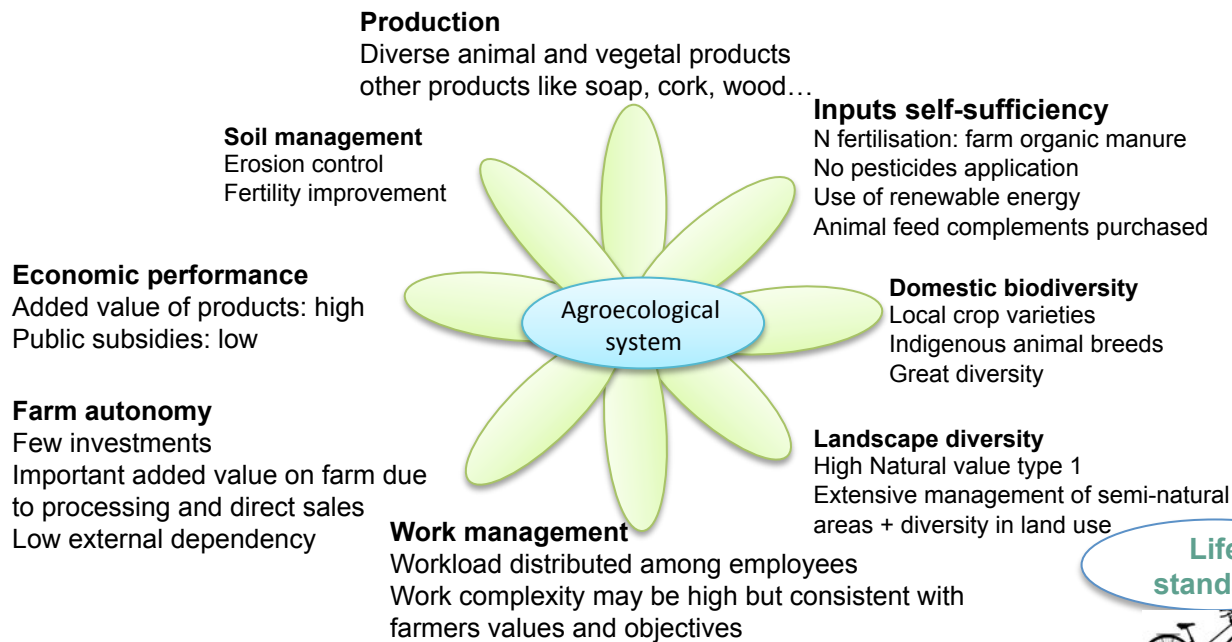 Production
Diverse animal and vegetal products
other products like soap, cork, wood…
Soil management
Erosion control
Fertility improvement
Inputs self-sufficiency
N fertilisation: farm organic manure
No pesticides application
Use of renewable energy
Animal feed complements purchased
Economic performance
Added value of products: high
Public subsidies: low
Agroecological
system
Domestic biodiversity
Local crop varieties
Indigenous animal breeds
Great diversity
Farm autonomy
Few investments
Important added value on farm due
to processing and direct sales
Low external dependency
Landscape diversity
High Natural value type 1
Extensive management of semi-natural
areas + diversity in land use
Work management
Workload distributed among employees
Work complexity may be high but consistent with
farmers values and objectives
Life